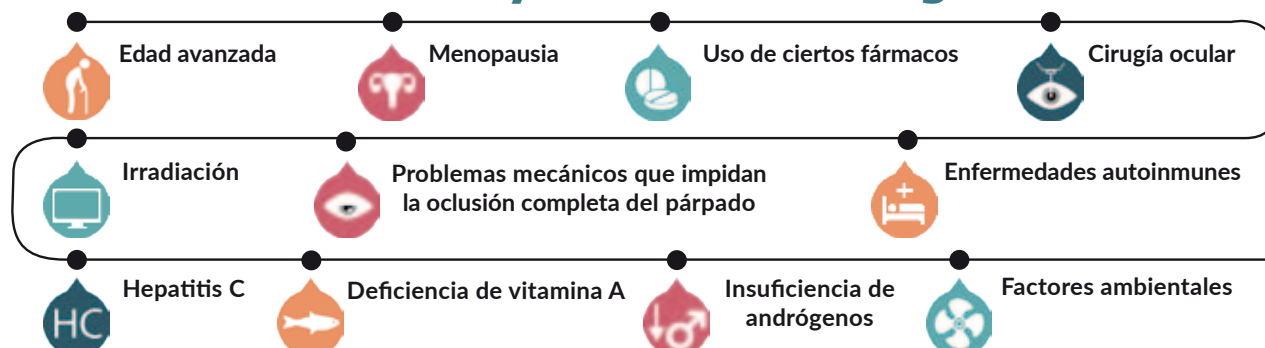 Edad avanzada
Menopausia
Uso de ciertos fármacos
Cirugía ocular
Irradiación
Problemas mecánicos que impidan
la oclusión completa del párpado
Enfermedades autoinmunes
Hepatitis C
HC
Deficiencia de vitamina A
Insuficiencia de
andrógenos
Factores ambientales